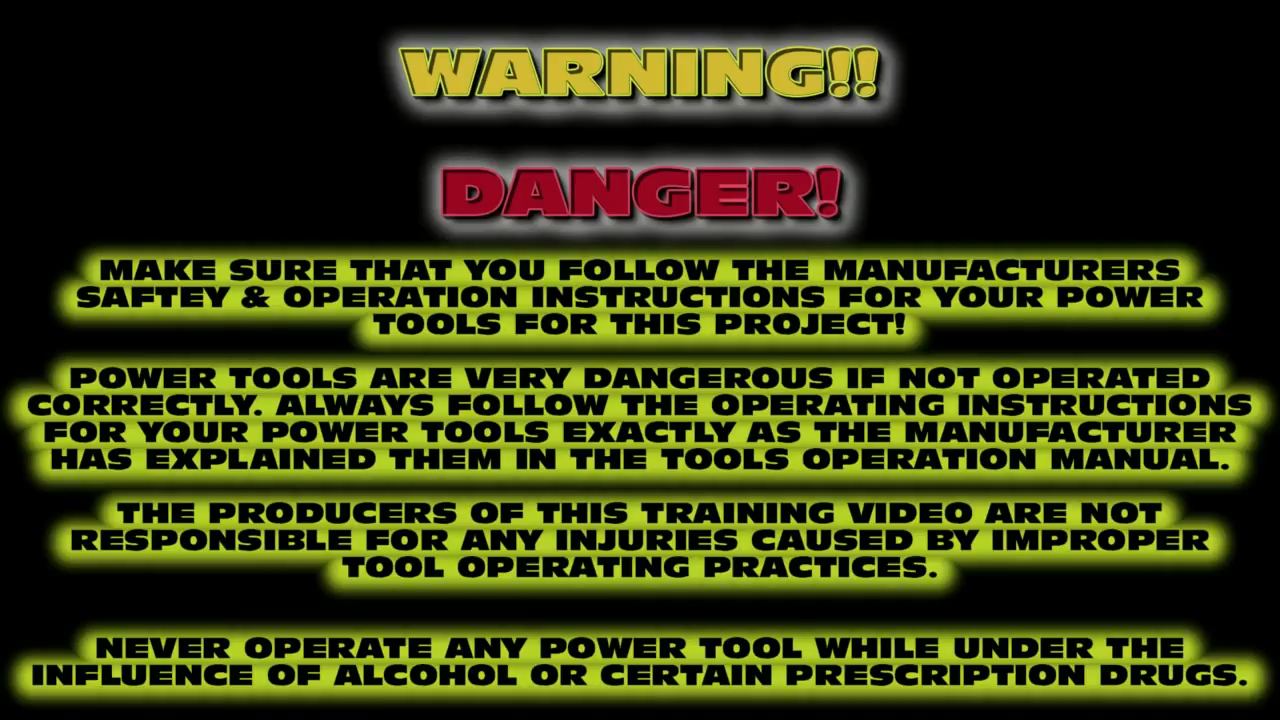 WARNING!!
DANGER!
MAKE SURE THAT YOU FOLLOW THE MANUFACTURERS
SAFTEY & OPERATION INSTRUCTIONS FOR YOUR POWER
TOOLS FOR THIS PROJECT!
POWER TOOLS ARE VERY DANGEROUS IF NOT OPERATED
CORRECTLY. ALWAYS FOLLOW THE OPERATING INSTRUCTIONS
FOR YOUR POWER TOOLS EXACTLY AS THE MANUFACTURER
HAS EXPLAINED THEM IN THE TOOLS OPERATION MANUAL.
THE PRODUCERS OF THIS TRAINING VIDEO ARE NOT
RESPONSIBLE FOR ANY INJURIES CAUSED BY IMPROPER
TOOL OPERATING PRACTICES.
NEVER OPERATE ANY POWER TOOL WHILE UNDER THE
INFLUENCE OF ALCOHOL OR CERTAIN PRESCRIPTION DRUGS.